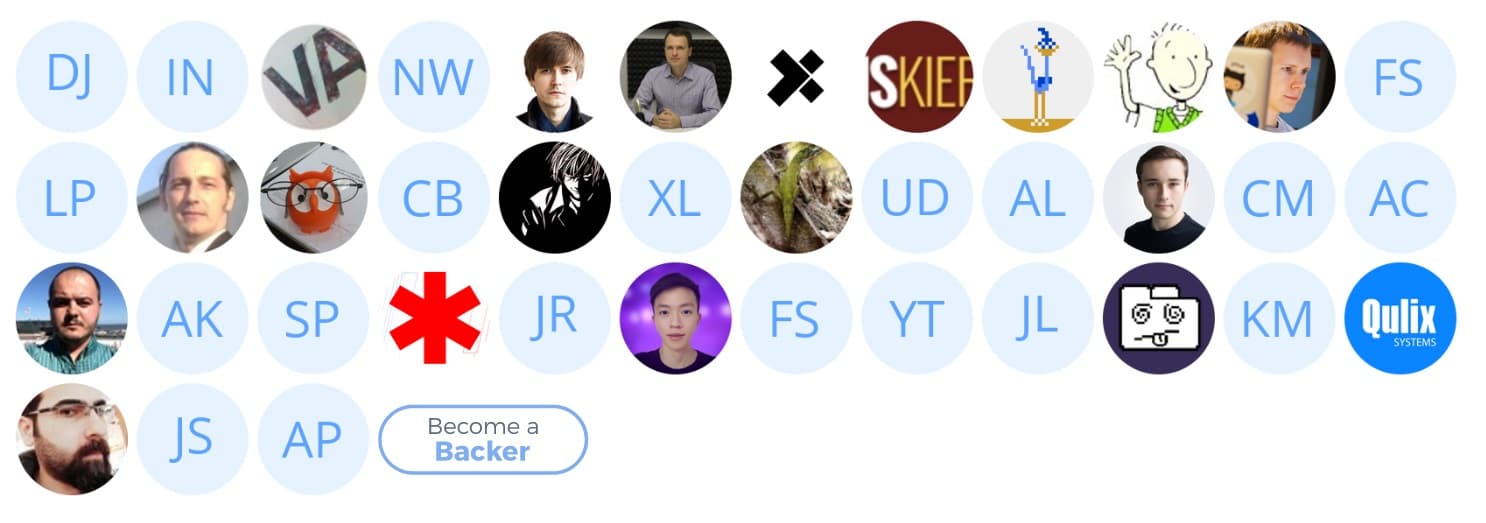 DJ
IN
VA
NW
SKIEF
FS
LP
CB
XL
UD
AL
CM
AC
AK
SP
JR
FS
YT
JL
KM
Qulix
SYSTEMS
JS
AP
Become a
Backer